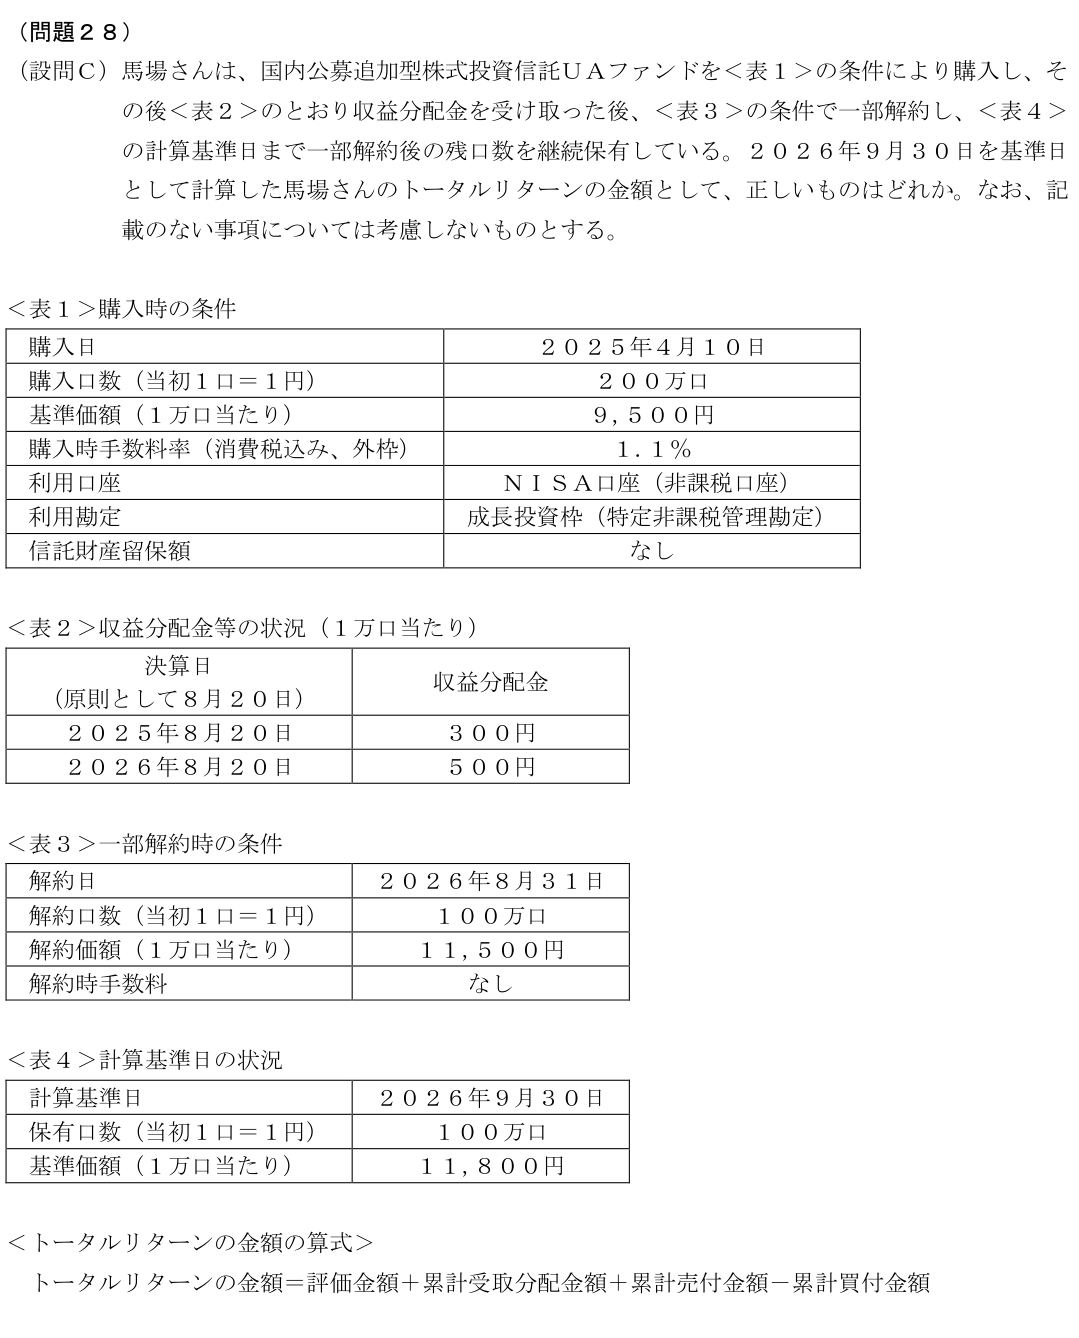 （問題２８）
（設問Ｃ）馬場さんは、国内公募追加型株式投資信託ＵＡファンドを＜表１＞の条件により購入し、そ
の後＜表２＞のとおり収益分配金を受け取った後、＜表３＞の条件で一部解約し、＜表４＞
の計算基準日まで一部解約後の残口数を継続保有している。２０２６年９月３０日を基準日
として計算した馬場さんのトータルリターンの金額として、正しいものはどれか。なお、記
載のない事項については考慮しないものとする。
＜表１＞購入時の条件
購入日 ２０２５年４月１０日
購入口数（当初１口＝１円） ２００万口
基準価額（１万口当たり） ９，５００円
購入時手数料率（消費税込み、外枠） １．１％
利用口座 ＮＩＳＡ口座（非課税口座）
利用勘定 成長投資枠（特定非課税管理勘定）
信託財産留保額 なし
＜表２＞収益分配金等の状況（１万口当たり）
決算日
（原則として８月２０日） 収益分配金
２０２５年８月２０日 ３００円
２０２６年８月２０日 ５００円
＜表３＞一部解約時の条件
解約日 ２０２６年８月３１日
解約口数（当初１口＝１円） １００万口
解約価額（１万口当たり） １１，５００円
解約時手数料 なし
＜表４＞計算基準日の状況
計算基準日 ２０２６年９月３０日
保有口数（当初１口＝１円） １００万口
基準価額（１万口当たり） １１，８００円
＜トータルリターンの金額の算式＞
トータルリターンの金額＝評価金額＋累計受取分配金額＋累計売付金額－累計買付金額